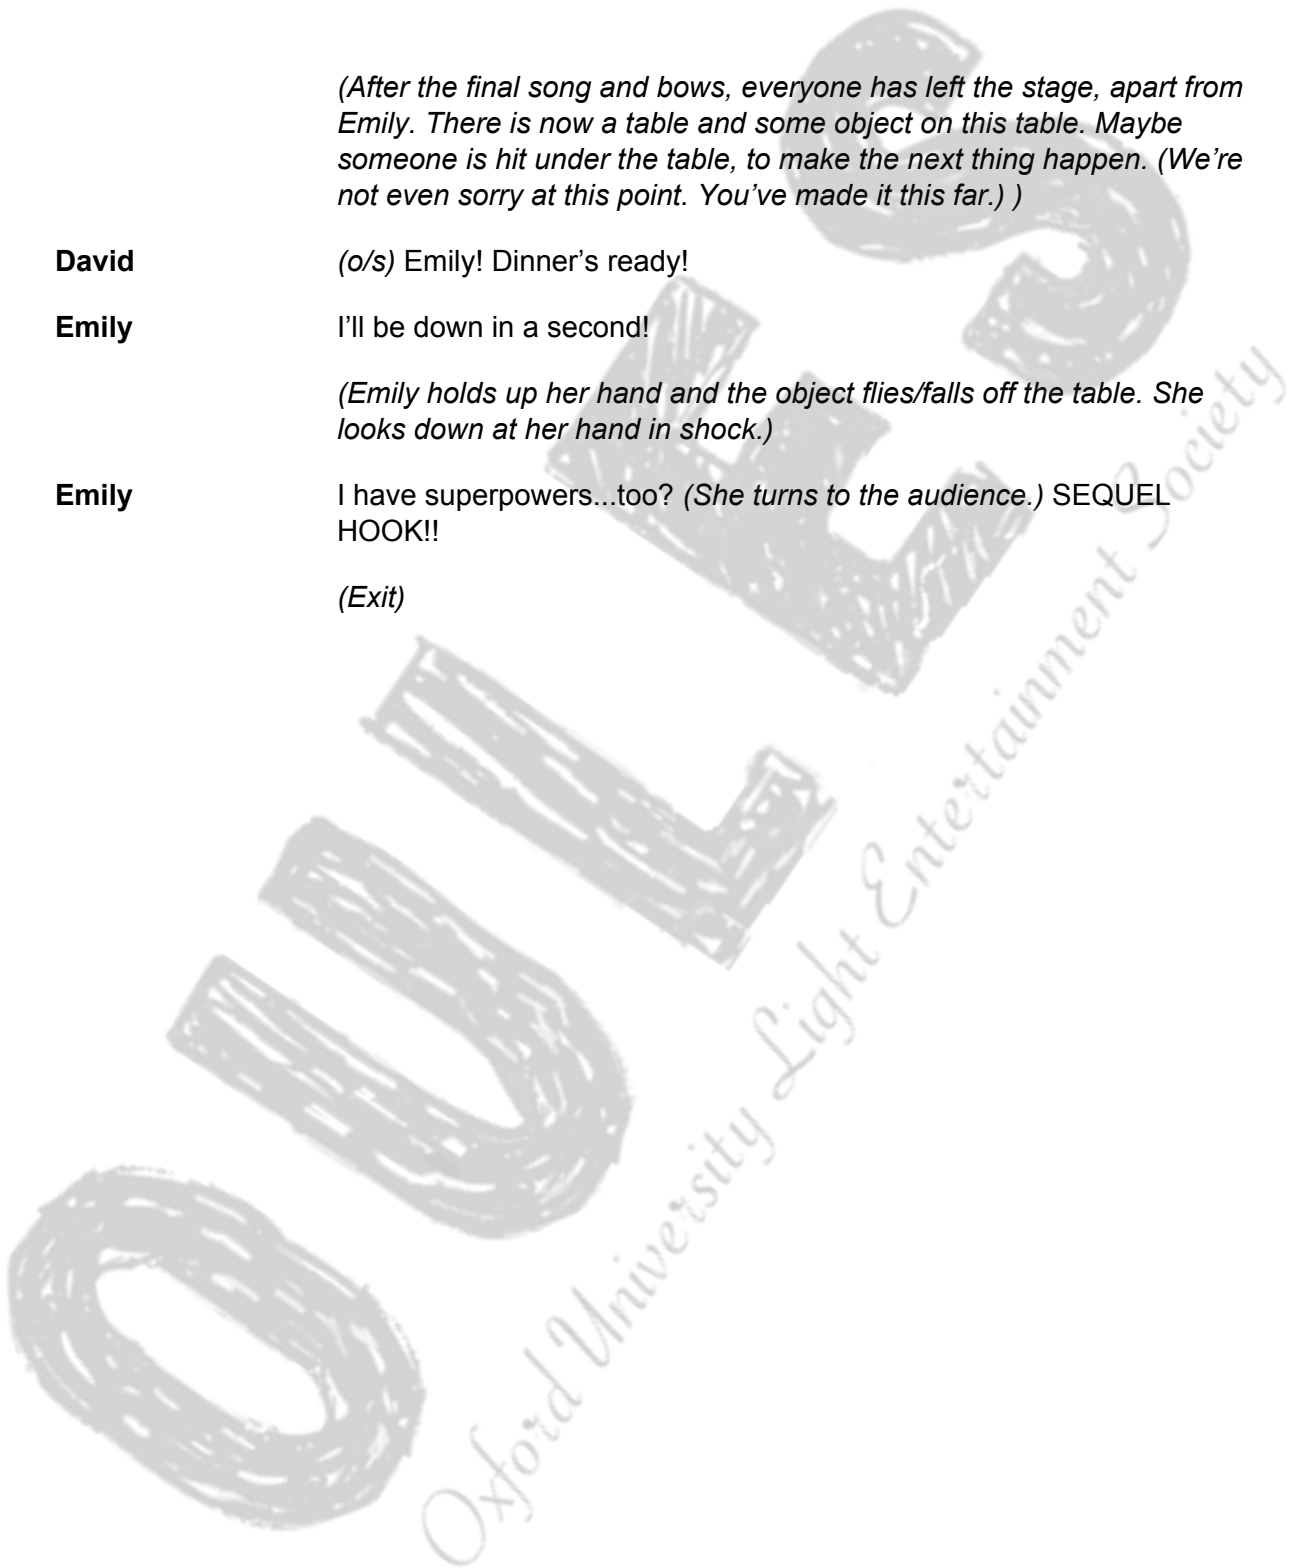 (After the final song and bows, everyone has left the stage, apart from
Emily. There is now a table and some object on this table. Maybe
someone is hit under the table, to make the next thing happen. (We're
not even sorry at this point. You've made it this far.) )
David (o/s) Emily! Dinner's ready!
Emily I'll be down in a second!
(Emily holds up her hand and the object flies/falls off the table. She
looks down at her hand in shock.)
Emily I have superpowers...too? (She turns to the audience.) SEQUEL
HOOK!!
(Exit)
OULES
Oxford University Light Entertainment Society